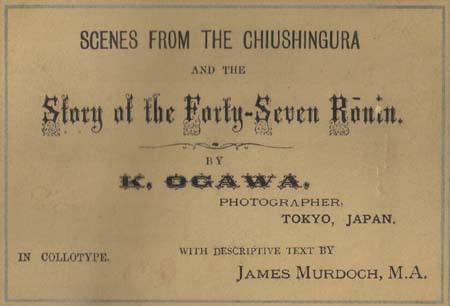 SCENES FROM THE CHIUSHINGURA
AND THE
Story of the Forty-Seven Rōnin.
BY
K. OGAWA,
PHOTOGRAPHER,
TOKYO, JAPAN.
IN COLLOTYPE.
WITH DESCRIPTIVE TEXT BY
JAMES MURDOCH, M.A.